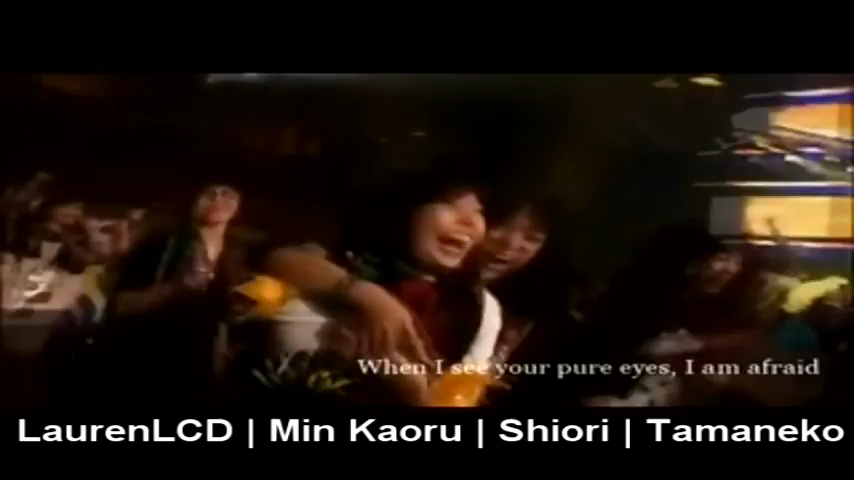 When I see your pure eyes, I am afraid
LaurenLCD | Min Kaoru | Shiori | Tamaneko